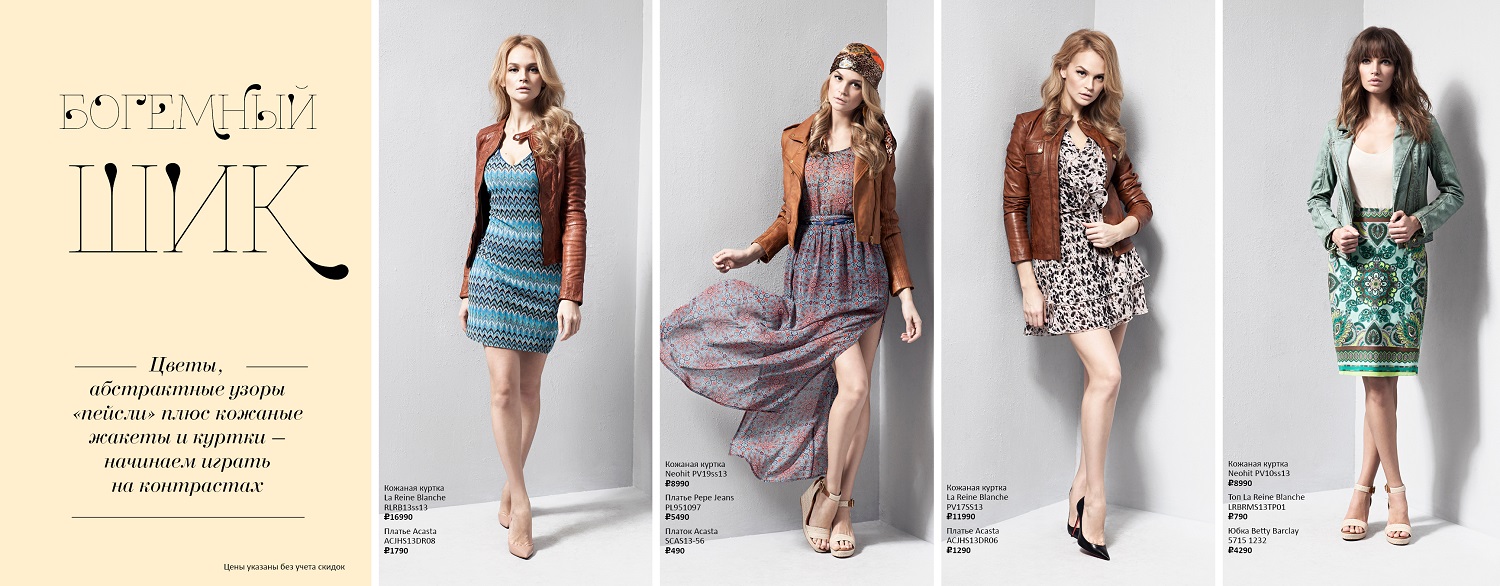 БОГЕМНЫЙ
ШИК
Цветы,
абстрактные узоры
«пейсли» плюс кожаные
жакеты и куртки –
начинаем играть
на контрастах
Цены указаны без учета скидок
Кожаная куртка
La Reine Blanche
RLRB13ss13
₽16990
Платье Acasta
ACJHS13DR08
₽1790
Кожаная куртка
Neohit PV19ss13
₽8990
Платье Pepe Jeans
PL951097
₽5490
Платок Acasta
SCAS13-56
₽490
Кожаная куртка
La Reine Blanche
PV17SS13
₽11990
Платье Acasta
ACJHS13DR06
₽1290
Кожаная куртка
Neohit PV10ss13
₽8990
Топ La Reine Blanche
LRBRMS13TP01
₽790
Юбка Betty Barclay
5715 1232
₽4290